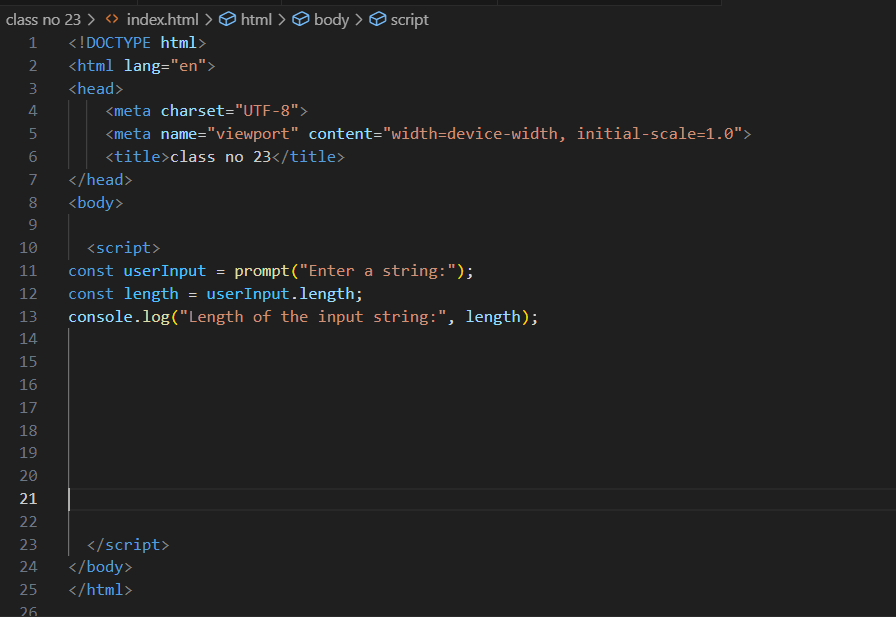 class no 23 > <> index.html > html > body > script
1 <!DOCTYPE html>
2 <html lang="en">
3 <head>
4 <meta charset="UTF-8">
5 <meta name="viewport" content="width=device-width, initial-scale=1.0">
6 <title>class no 23</title>
7 </head>
8 <body>
9
10 <script>
11 const userInput = prompt("Enter a string:");
12 const length = userInput.length;
13 console.log("Length of the input string:", length);
14
15
16
17
18
19
20
21
22
23 </script>
24 </body>
25 </html>
26